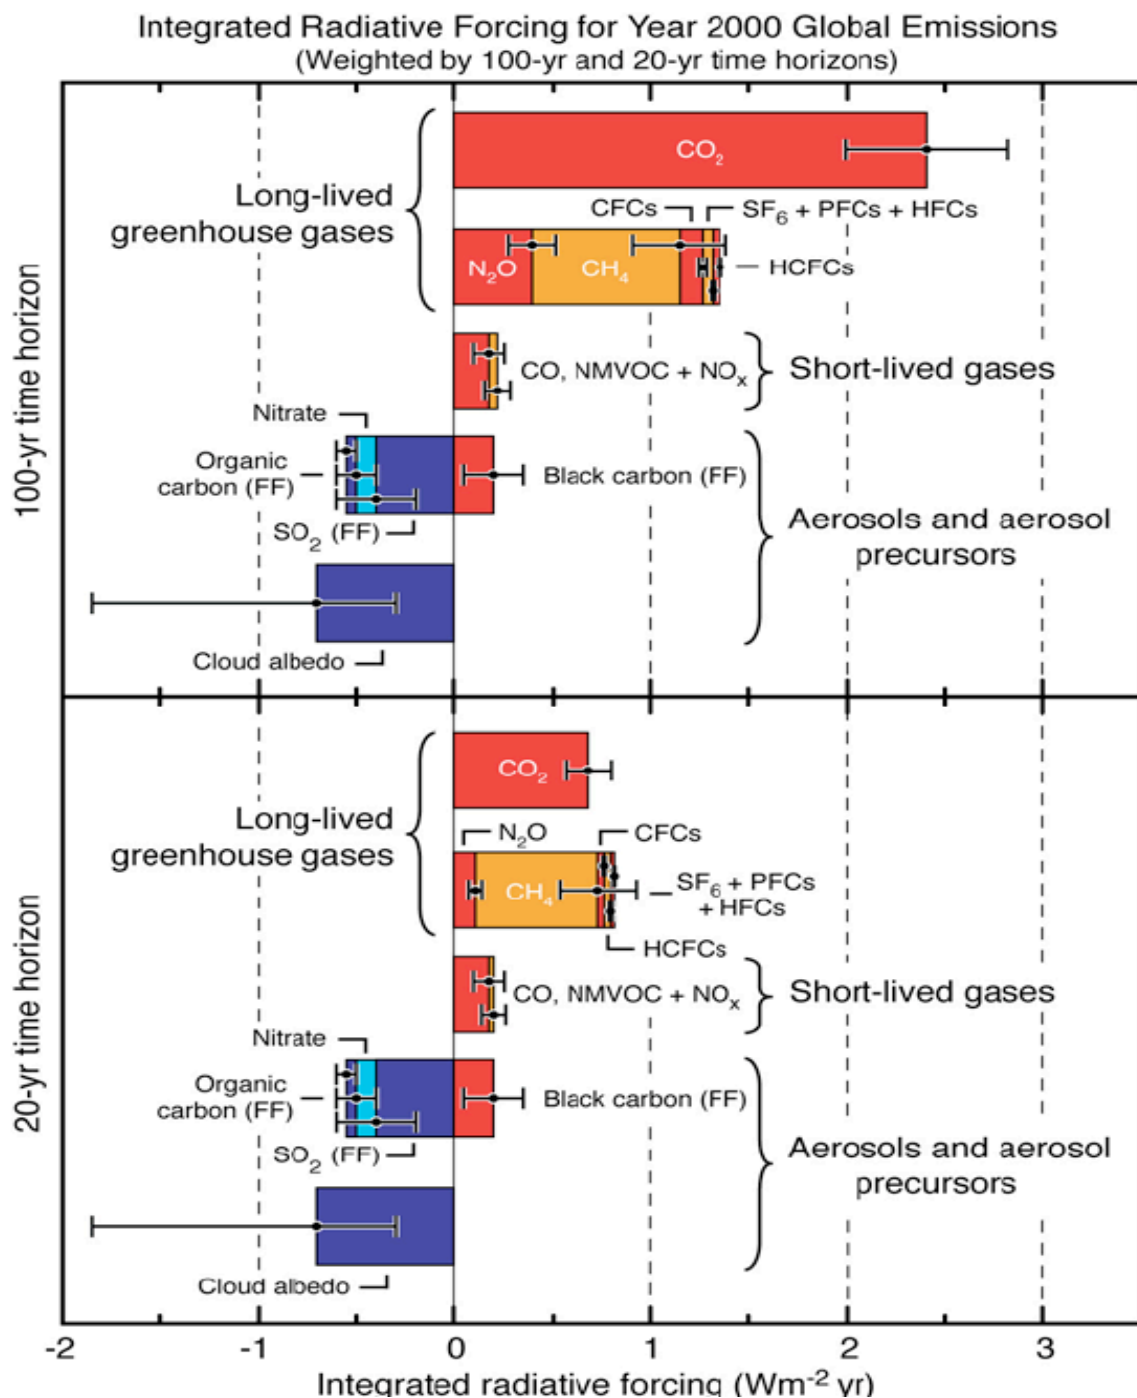 Integrated Radiative Forcing for Year 2000 Global Emissions
(Weighted by 100-yr and 20-yr time horizons)
100-yr time horizon
Long-lived
greenhouse gases
CO₂
CFCs
SF₆ + PFCs + HFCs
N₂O
CH₄
HCFCs
CO, NMVOC + NOₓ
Short-lived gases
Nitrate
Organic
carbon (FF)
SO₂ (FF)
Black carbon (FF)
Aerosols and aerosol
precursors
Cloud albedo
20-yr time horizon
Long-lived
greenhouse gases
CO₂
N₂O
CFCs
CH₄
SF₆ + PFCs
+ HFCs
HCFCs
CO, NMVOC + NOₓ
Short-lived gases
Nitrate
Organic
carbon (FF)
SO₂ (FF)
Black carbon (FF)
Aerosols and aerosol
precursors
Cloud albedo
-2 -1 0 1 2 3
Integrated radiative forcing (Wm⁻² yr)